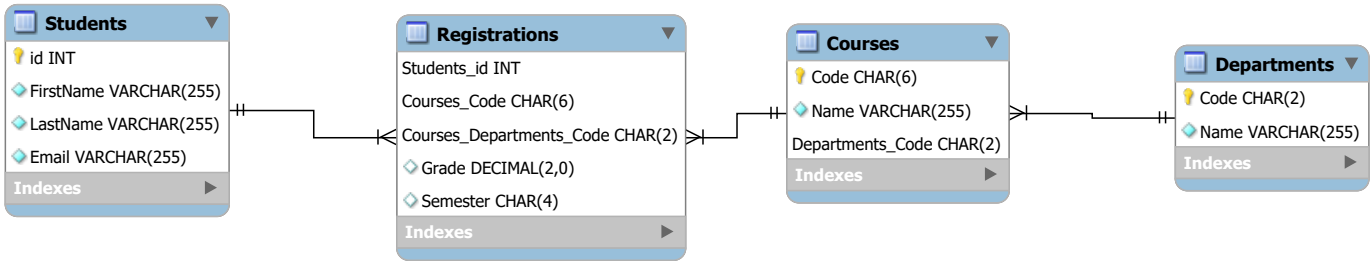 Students
id INT
FirstName VARCHAR(255)
LastName VARCHAR(255)
Email VARCHAR(255)
Indexes
Registrations
Students_id INT
Courses_Code CHAR(6)
Courses_Departments_Code CHAR(2)
Grade DECIMAL(2,0)
Semester CHAR(4)
Indexes
Courses
Code CHAR(6)
Name VARCHAR(255)
Departments_Code CHAR(2)
Indexes
Departments
Code CHAR(2)
Name VARCHAR(255)
Indexes